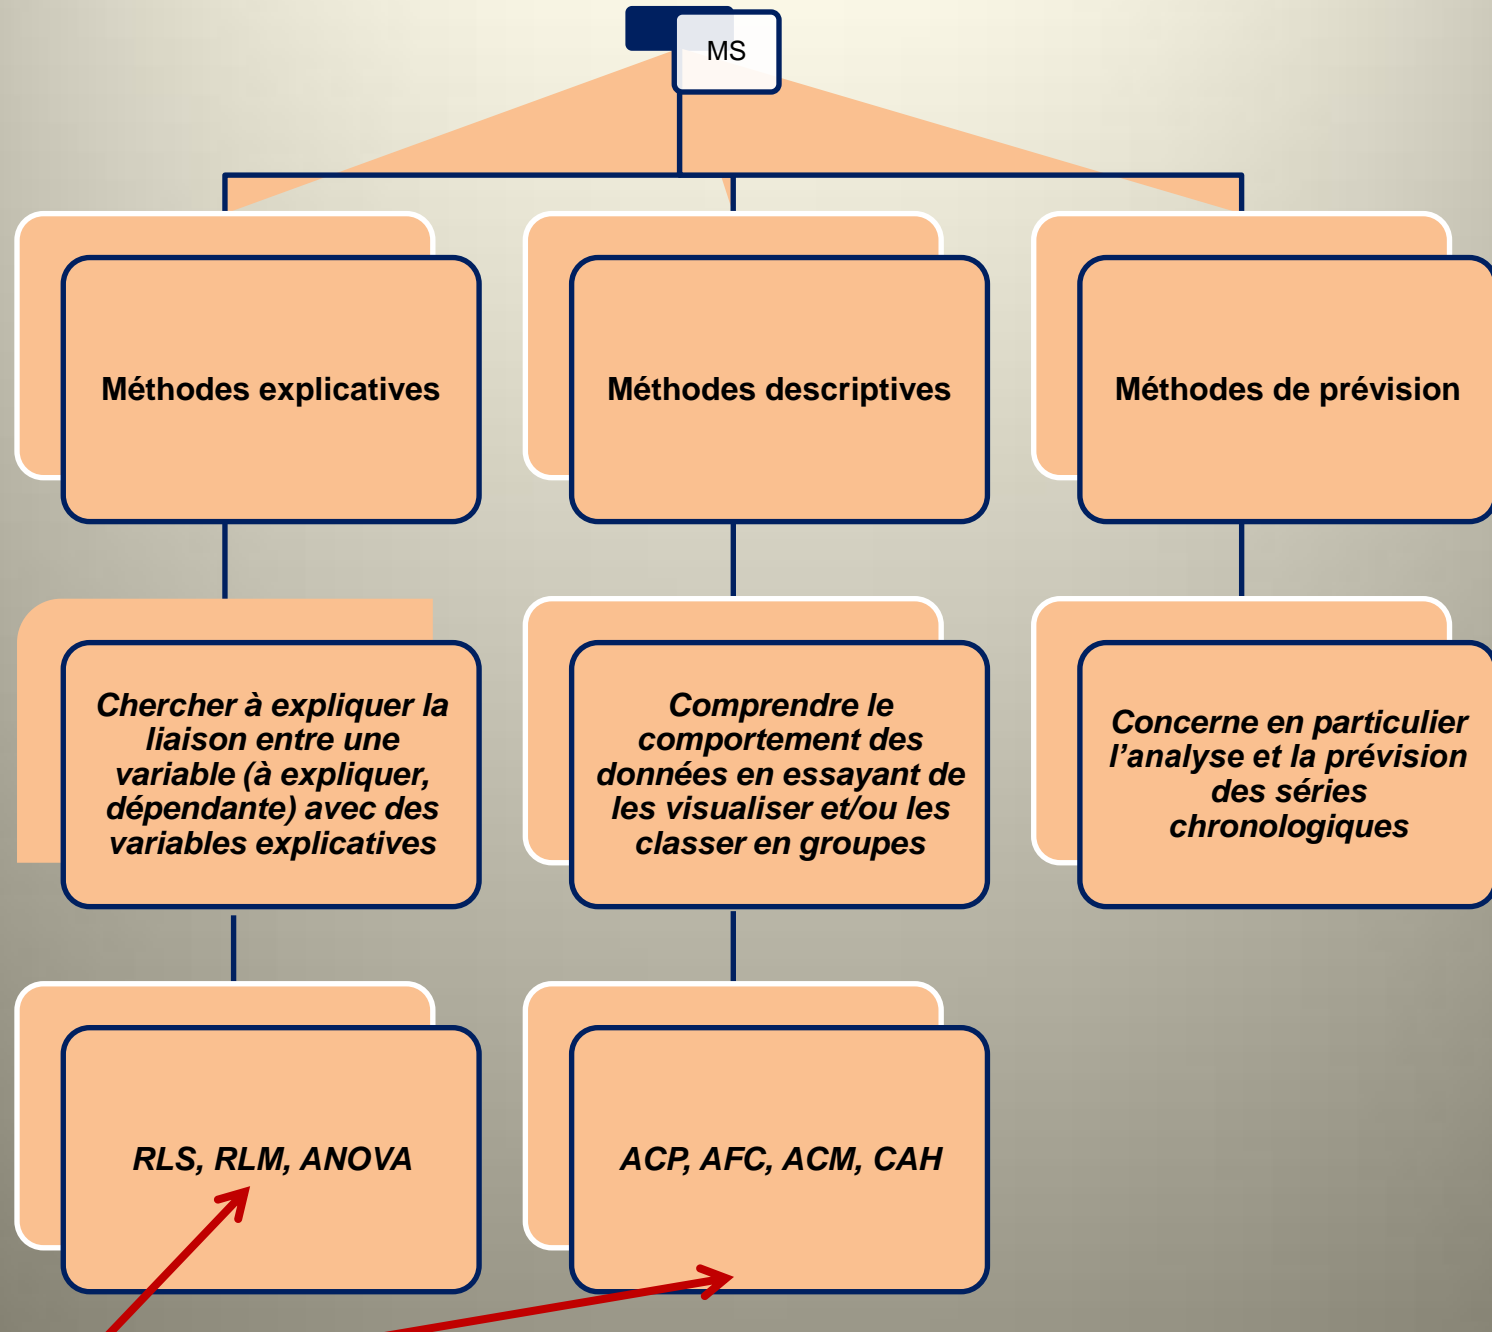 MS
Méthodes explicatives
Méthodes descriptives
Méthodes de prévision
Chercher à expliquer la
liaison entre une
variable (à expliquer,
dépendante) avec des
variables explicatives
Comprendre le
comportement des
données en essayant de
les visualiser et/ou les
classer en groupes
Concerne en particulier
l’analyse et la prévision
des séries
chronologiques
RLS, RLM, ANOVA
ACP, AFC, ACM, CAH